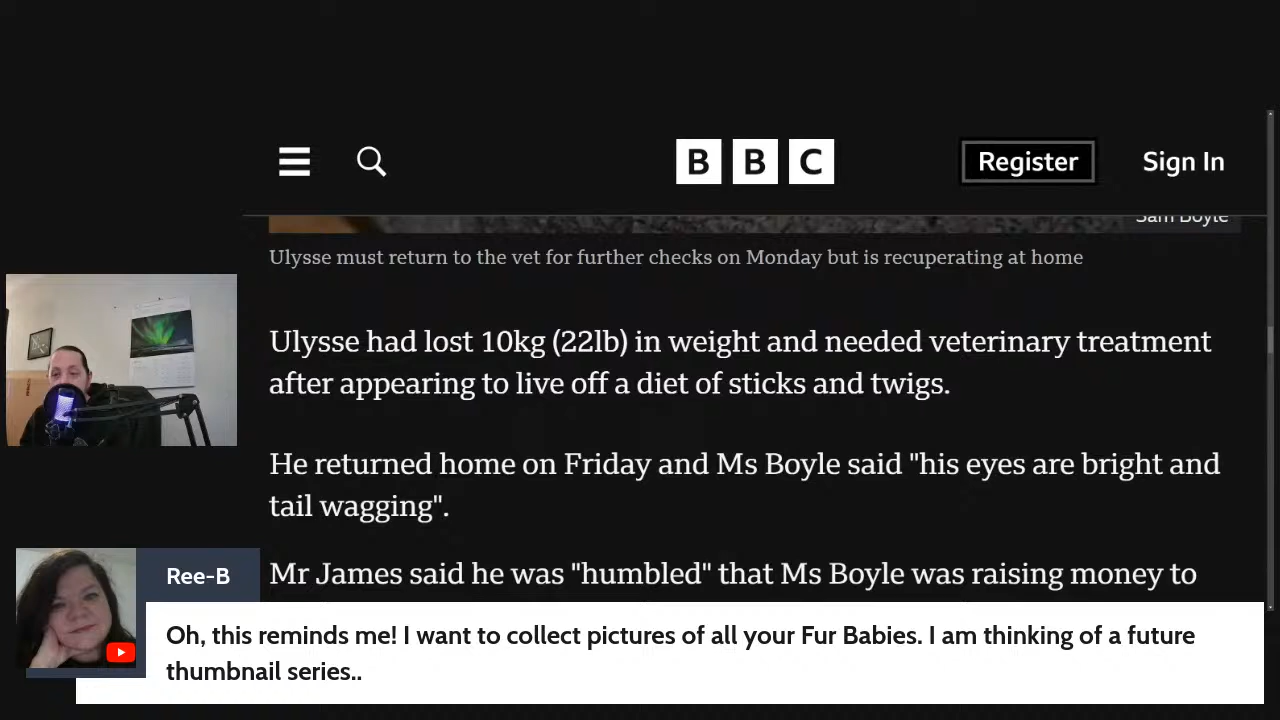 BBC
Register
Sign In
Sam Boyle
Ulysse must return to the vet for further checks on Monday but is recuperating at home
Ulysse had lost 10kg (22lb) in weight and needed veterinary treatment
after appearing to live off a diet of sticks and twigs.
He returned home on Friday and Ms Boyle said "his eyes are bright and
tail wagging".
Mr James said he was "humbled" that Ms Boyle was raising money to
Ree-B
Oh, this reminds me! I want to collect pictures of all your Fur Babies. I am thinking of a future
thumbnail series..